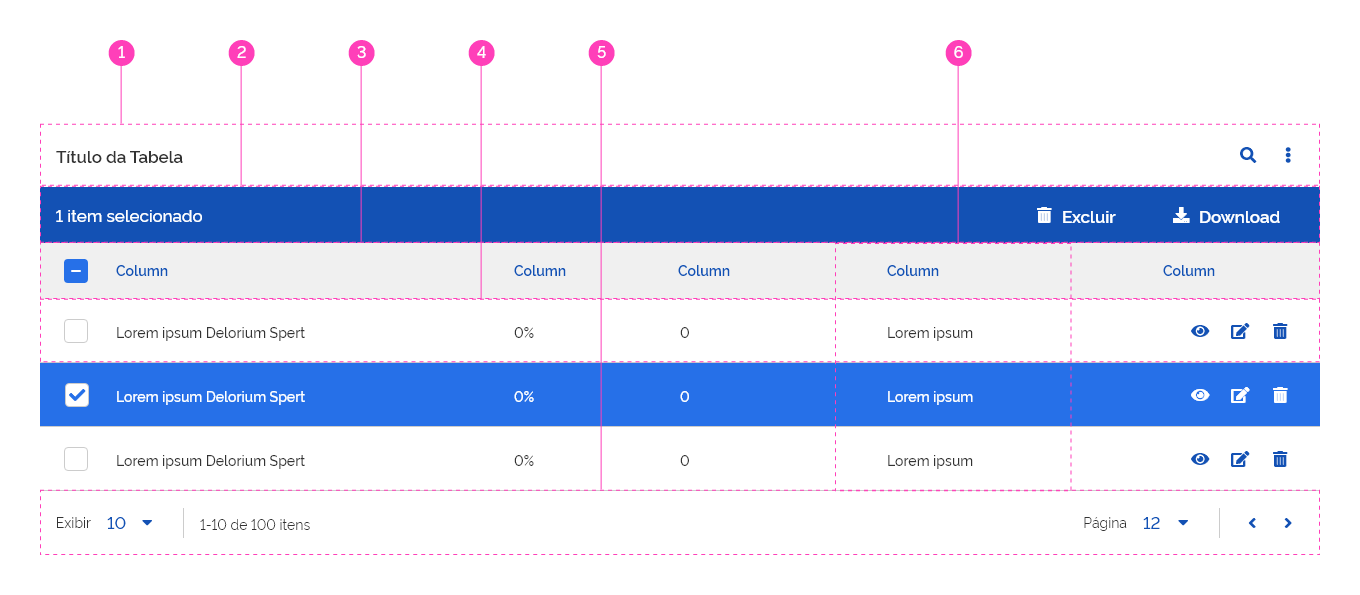 1 2 3 4 5 6
Título da Tabela
1 item selecionado Excluir Download
Column Column Column Column Column
Lorem ipsum Delorium Spert 0% 0 Lorem ipsum
Lorem ipsum Delorium Spert 0% 0 Lorem ipsum
Lorem ipsum Delorium Spert 0% 0 Lorem ipsum
Exibir 10 1-10 de 100 itens Página 12